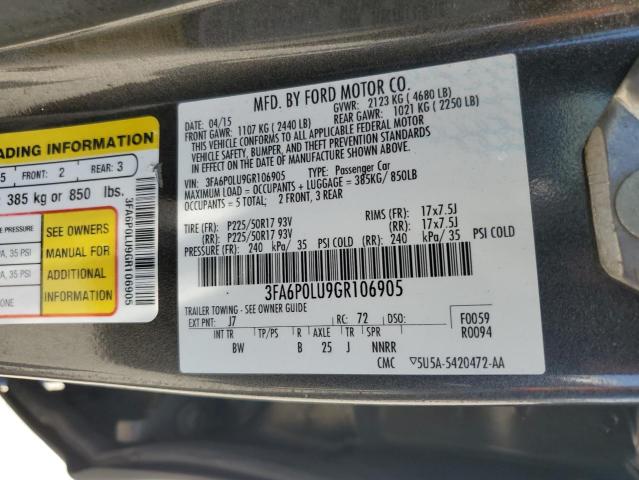 ADING INFORMATION
5 FRONT: 2 REAR: 3
385 kg or 850 lbs.
PRESSURE
PA, 35 PSI
PA, 35 PSI
SEE OWNERS
MANUAL FOR
ADDITIONAL
INFORMATION
3FA6P0LU9GR106905
MFD. BY FORD MOTOR CO.
DATE: 04/15 GVWR: 2123 KG ( 4680 LB)
FRONT GAWR: 1107 KG ( 2440 LB) REAR GAWR: 1021 KG ( 2250 LB)
THIS VEHICLE CONFORMS TO ALL APPLICABLE FEDERAL MOTOR
VEHICLE SAFETY, BUMPER, AND THEFT PREVENTION STANDARDS
IN EFFECT ON THE DATE OF MANUFACTURE SHOWN ABOVE.
VIN: 3FA6P0LU9GR106905 TYPE: Passenger Car
MAXIMUM LOAD = OCCUPANTS + LUGGAGE = 385KG/ 850LB
OCCUPANTS = 5 TOTAL: 2 FRONT, 3 REAR
TIRE (FR): P225/50R17 93V RIMS (FR): 17x7.5J
(RR): P225/50R17 93V (RR): 17x7.5J
PRESSURE (FR): 240 kPa/ 35 PSI COLD (RR): 240 kPa/ 35 PSI COLD
3FA6P0LU9GR106905
TRAILER TOWING - SEE OWNER GUIDE
EXT PNT: J7 RC: 72 DSO: F0059
R0094
INT TR TP/PS R AXLE TR SPR
BW B 25 J NNRR
CMC ▽5U5A-5420472-AA